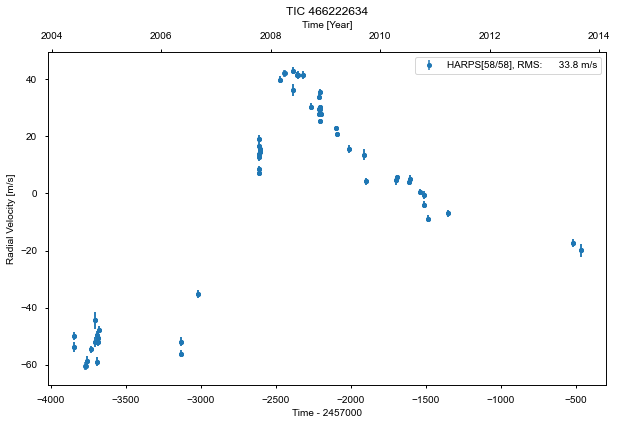 TIC 466222634
Time [Year]
2004 2006 2008 2010 2012 2014
HARPS[58/58], RMS: 33.8 m/s
40
20
0
−20
−40
−60
Radial Velocity [m/s]
−4000 −3500 −3000 −2500 −2000 −1500 −1000 −500
Time - 2457000